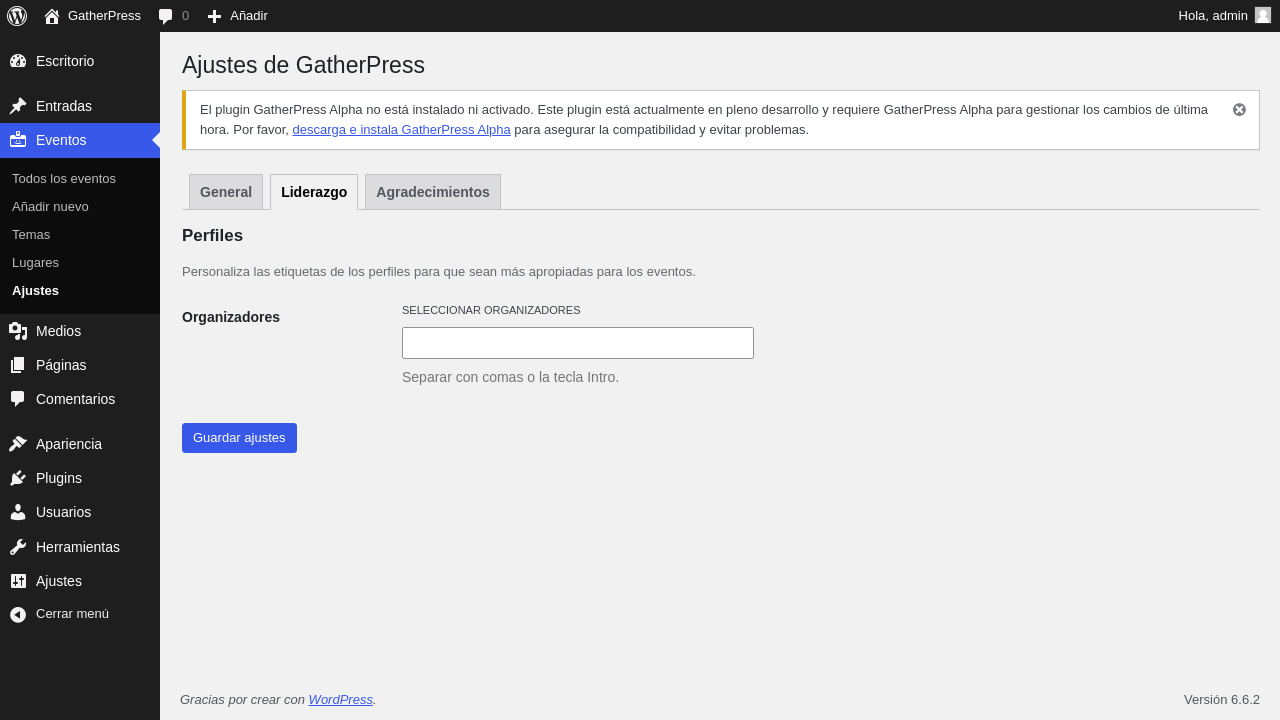 GatherPress
0
Añadir
Hola, admin
Escritorio
Entradas
Eventos
Todos los eventos
Añadir nuevo
Temas
Lugares
Ajustes
Medios
Páginas
Comentarios
Apariencia
Plugins
Usuarios
Herramientas
Ajustes
Cerrar menú
Ajustes de GatherPress
El plugin GatherPress Alpha no está instalado ni activado. Este plugin está actualmente en pleno desarrollo y requiere GatherPress Alpha para gestionar los cambios de última
hora. Por favor, descarga e instala GatherPress Alpha para asegurar la compatibilidad y evitar problemas.
General
Liderazgo
Agradecimientos
Perfiles
Personaliza las etiquetas de los perfiles para que sean más apropiadas para los eventos.
Organizadores
SELECCIONAR ORGANIZADORES
Separar con comas o la tecla Intro.
Guardar ajustes
Gracias por crear con WordPress.
Versión 6.6.2